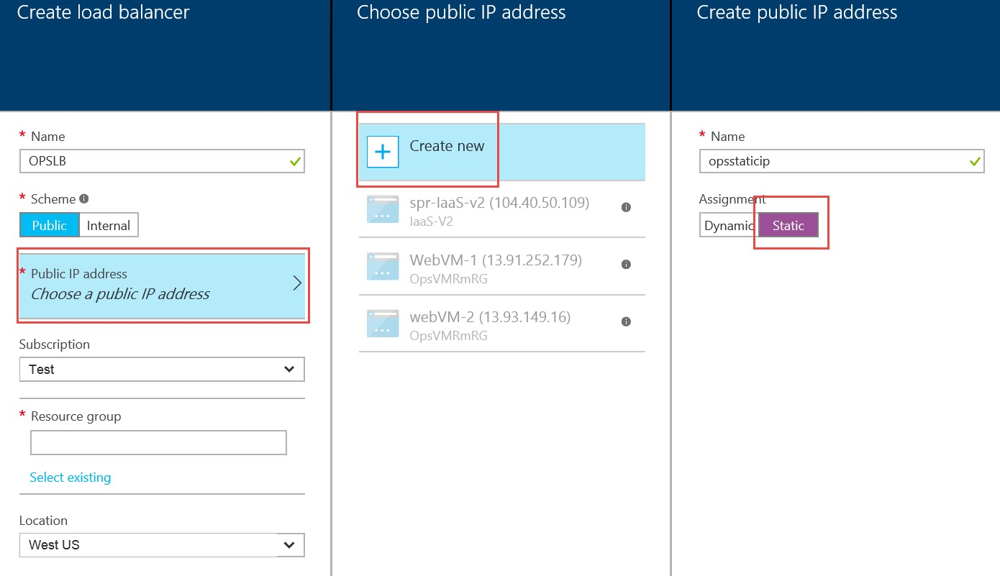 Create load balancer
* Name
OPSLB
* Scheme
Public Internal
* Public IP address
Choose a public IP address
Subscription
Test
* Resource group
Select existing
Location
West US
Choose public IP address
Create new
spr-IaaS-v2 (104.40.50.109)
IaaS-V2
WebVM-1 (13.91.252.179)
OpsVMRmRG
webVM-2 (13.93.149.16)
OpsVMRmRG
Create public IP address
* Name
opsstaticip
Assignment
Dynamic Static